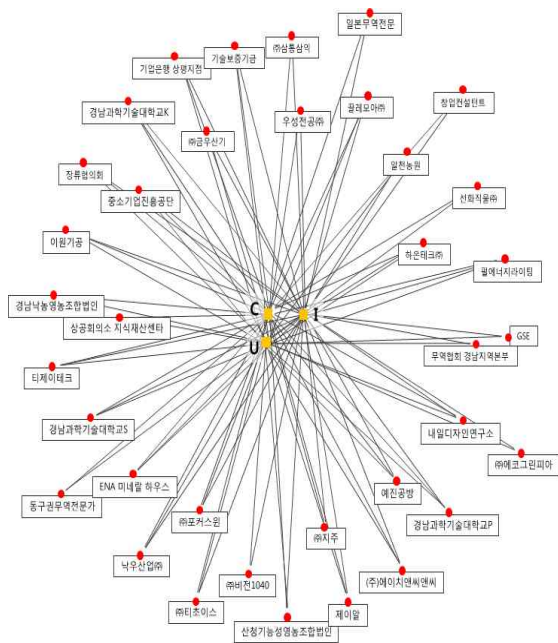 일본무역전문
㈜삼통삼의
기술보증기금
기업은행 상평지점
끌레모아㈜
창업컨설턴트
경남과학기술대학교K
우성전공㈜
㈜금우산기
알천농원
장류협의회
중소기업진흥공단
선화직물㈜
이원기공
하온테크㈜
필에너지라이팅
경남낙농영농조합법인
C
I
상공회의소 지식재산센타
U
GSE
무역협회 경남지역본부
티제이테크
경남과학기술대학교S
내일디자인연구소
㈜에코그린피아
ENA 미네랄 하우스
예진공방
동구권무역전문가
㈜포커스윈
경남과학기술대학교P
㈜지주
낙우산업㈜
㈜비전1040
(주)에이치앤씨앤씨
㈜티초이스
제이알
산청기능성영농조합법인